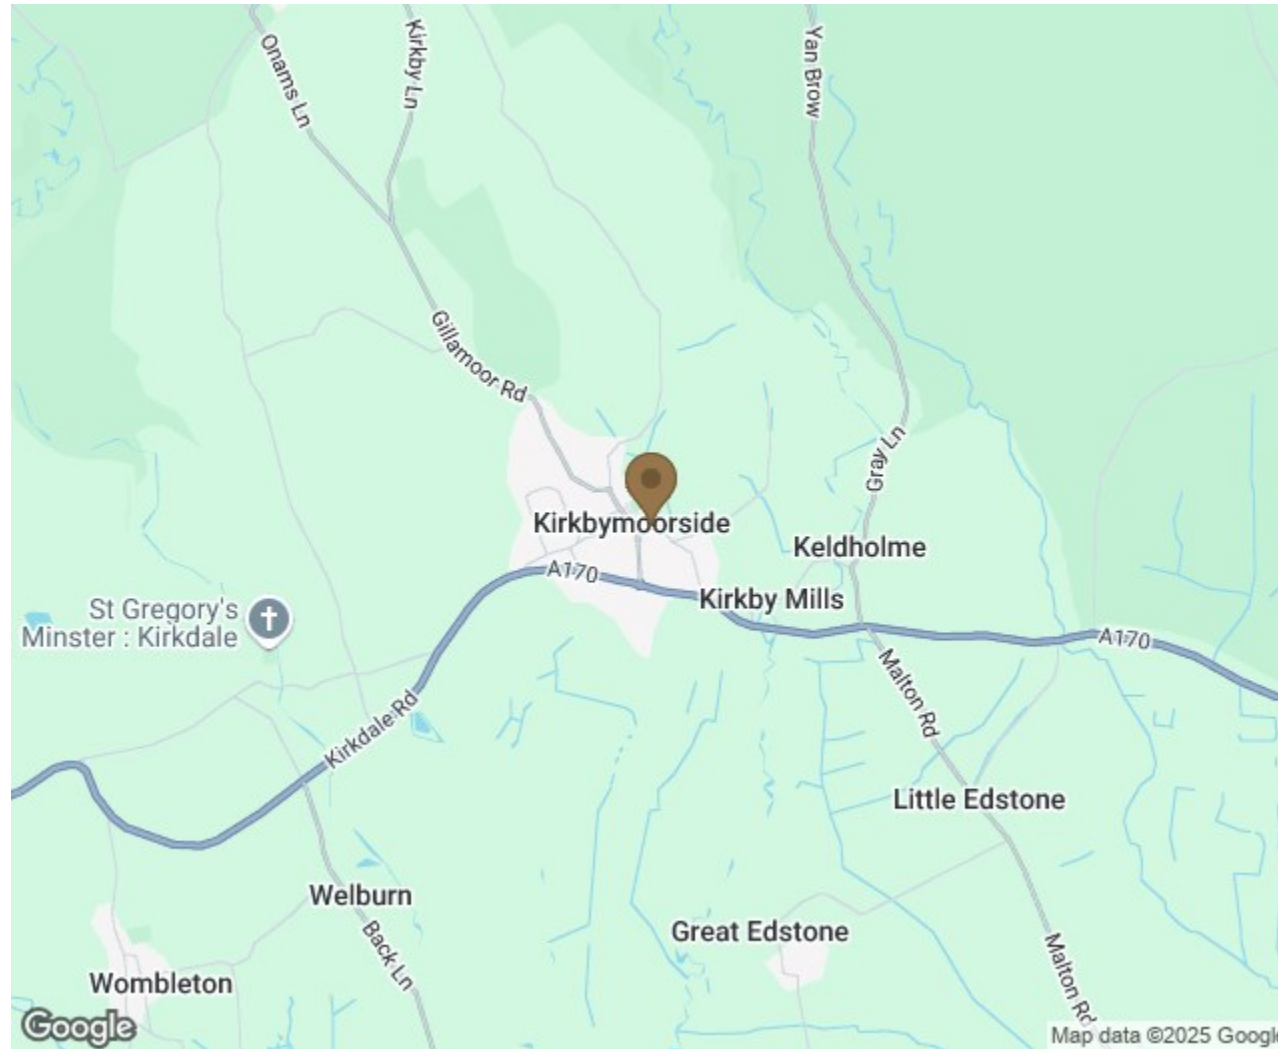 Onams Ln
Kirkby Ln
Yan Brow
Gillamoor Rd
Gray Ln
Kirkbymoorside
Keldholme
A170
Kirkby Mills
St Gregory's
Minster : Kirkdale
A170
Malton Rd
Kirkdale Rd
Little Edstone
Welburn
Great Edstone
Back Ln
Wombleton
Malton Rd
Google
Map data ©2025 Google